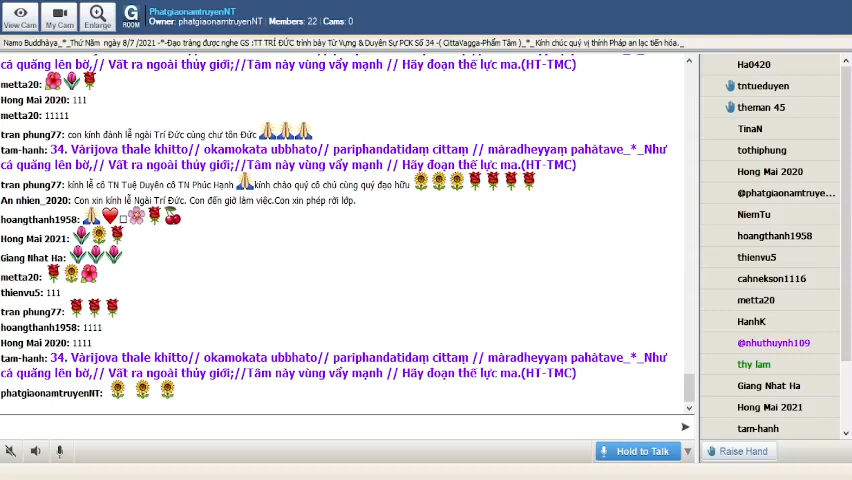 View Cam
My Cam
Enlarge
G
ROOM
PhatgiaonamtruyenNT
Owner: phatgiaonamtruyenNT | Members: 22 | Cams: 0
Namo Buddhàya_*_Thứ Năm ngày 8/7/2021 -*-Đạo tràng được nghe GS :TT TRÍ ĐỨC trình bày Từ Vựng & Duyên Sự PCK Số 34 -( CittaVagga-Phẩm Tâm )_*_ Kính chúc quý vị thính Pháp an lạc tiến hóa._
cá quăng lên bờ,// Vất ra ngoài thủy giới;//Tâm này vùng vẫy mạnh // Hãy đoạn thế lực ma.(HT-TMC)
metta20:
Hong Mai 2020: 111
metta20: 11111
tran phung77: con kính đảnh lễ ngài Trí Đức cùng chư tôn Đức
tam-hanh: 34. Vàrijova thale khitto// okamokata ubbhato// pariphandatidaṃ cittaṃ // màradheyyaṃ pahàtave_*_Như
cá quăng lên bờ,// Vất ra ngoài thủy giới;//Tâm này vùng vẫy mạnh // Hãy đoạn thế lực ma.(HT-TMC)
tran phung77: kính lễ cô TN Tuệ Duyên cô TN Phúc Hạnh kính chào quý cô chú cùng quý đạo hữu
An nhien_2020: Con xin kính lễ Ngài Trí Đức. Con đến giờ làm việc.Con xin phép rời lớp.
hoangthanh1958:
Hong Mai 2021:
Giang Nhat Ha:
metta20:
thienvu5: 111
tran phung77:
hoangthanh1958: 1111
Hong Mai 2020: 1111
tam-hanh: 34. Vàrijova thale khitto// okamokata ubbhato// pariphandatidaṃ cittaṃ // màradheyyaṃ pahàtave_*_Như
cá quăng lên bờ,// Vất ra ngoài thủy giới;//Tâm này vùng vẫy mạnh // Hãy đoạn thế lực ma.(HT-TMC)
phatgiaonamtruyenNT:
Hold to Talk
Ha0420
tntueduyen
theman 45
TinaN
tothiphung
Hong Mai 2020
@phatgiaonamtruye...
NiemTu
hoangthanh1958
thienvu5
cahnekson1116
metta20
HanhK
@nhuthuynh109
thy lam
Giang Nhat Ha
Hong Mai 2021
tam-hanh
Raise Hand